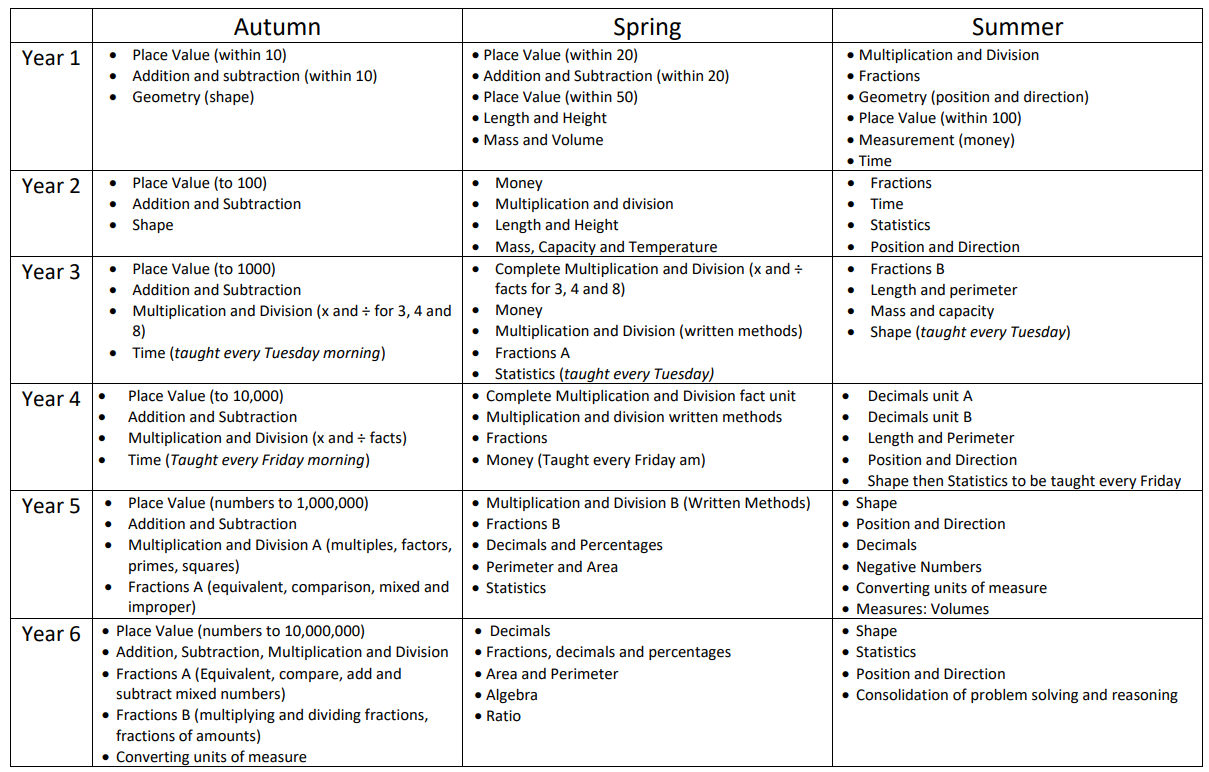 Autumn
Spring
Summer
Year 1
• Place Value (within 10)
• Addition and subtraction (within 10)
• Geometry (shape)
• Place Value (within 20)
• Addition and Subtraction (within 20)
• Place Value (within 50)
• Length and Height
• Mass and Volume
• Multiplication and Division
• Fractions
• Geometry (position and direction)
• Place Value (within 100)
• Measurement (money)
• Time
Year 2
• Place Value (to 100)
• Addition and Subtraction
• Shape
• Money
• Multiplication and division
• Length and Height
• Mass, Capacity and Temperature
• Fractions
• Time
• Statistics
• Position and Direction
Year 3
• Place Value (to 1000)
• Addition and Subtraction
• Multiplication and Division (x and ÷ for 3, 4 and
8)
• Time (taught every Tuesday morning)
• Complete Multiplication and Division (x and ÷
facts for 3, 4 and 8)
• Money
• Multiplication and Division (written methods)
• Fractions A
• Statistics (taught every Tuesday)
• Fractions B
• Length and perimeter
• Mass and capacity
• Shape (taught every Tuesday)
Year 4
• Place Value (to 10,000)
• Addition and Subtraction
• Multiplication and Division (x and ÷ facts)
• Time (Taught every Friday morning)
• Complete Multiplication and Division fact unit
• Multiplication and division written methods
• Fractions
• Money (Taught every Friday am)
• Decimals unit A
• Decimals unit B
• Length and Perimeter
• Position and Direction
• Shape then Statistics to be taught every Friday
Year 5
• Place Value (numbers to 1,000,000)
• Addition and Subtraction
• Multiplication and Division A (multiples, factors,
primes, squares)
• Fractions A (equivalent, comparison, mixed and
improper)
• Multiplication and Division B (Written Methods)
• Fractions B
• Decimals and Percentages
• Perimeter and Area
• Statistics
• Shape
• Position and Direction
• Decimals
• Negative Numbers
• Converting units of measure
• Measures: Volumes
Year 6
• Place Value (numbers to 10,000,000)
• Addition, Subtraction, Multiplication and Division
• Fractions A (Equivalent, compare, add and
subtract mixed numbers)
• Fractions B (multiplying and dividing fractions,
fractions of amounts)
• Converting units of measure
• Decimals
• Fractions, decimals and percentages
• Area and Perimeter
• Algebra
• Ratio
• Shape
• Statistics
• Position and Direction
• Consolidation of problem solving and reasoning